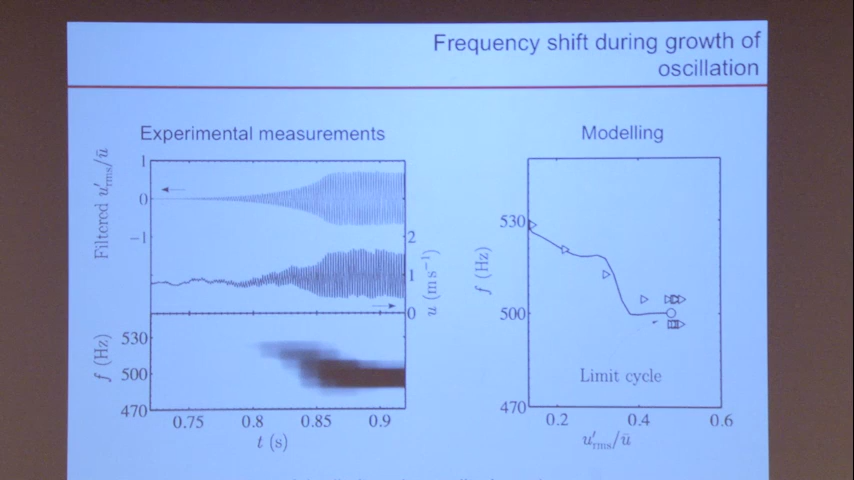 Frequency shift during growth of
oscillation
Experimental measurements
Filtered u′rms/ū
1
0
−1
2
1
0
u (m s⁻¹)
f (Hz)
530
500
470
0.75 0.8 0.85 0.9
t (s)
Modelling
f (Hz)
530
500
470
Limit cycle
0.2 0.4 0.6
u′rms/ū